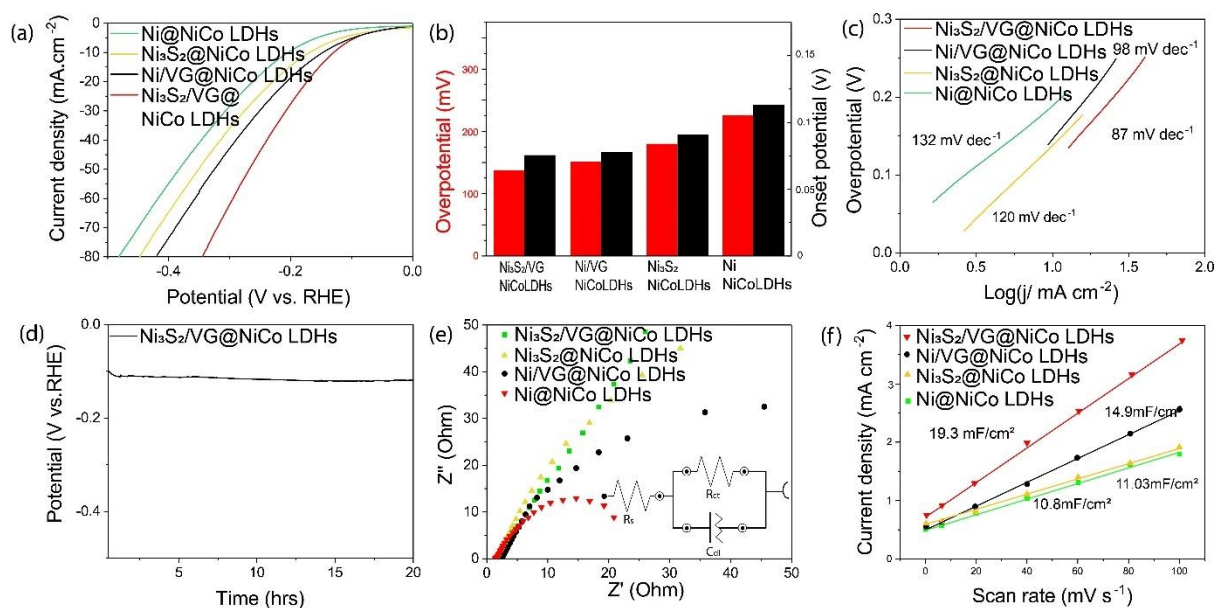 (a)
Ni@NiCo LDHs
Ni₃S₂@NiCo LDHs
Ni/VG@NiCo LDHs
Ni₃S₂/VG@
NiCo LDHs
Current density (mA.cm⁻²)
0
-10
-20
-30
-40
-50
-60
-70
-80
-0.4
-0.2
0.0
Potential (V vs. RHE)
(b)
Overpotential (mV)
300
250
200
150
100
50
0
Onset potential (v)
0.15
0.10
0.05
0
Ni₃S₂/VG
NiCoLDHs
Ni/VG
NiCoLDHs
Ni₃S₂
NiCoLDHs
Ni
NiCoLDHs
(c)
Ni₃S₂/VG@NiCo LDHs
Ni/VG@NiCo LDHs
Ni₃S₂@NiCo LDHs
Ni@NiCo LDHs
98 mV dec⁻¹
132 mV dec⁻¹
87 mV dec⁻¹
120 mV dec⁻¹
Overpotential (V)
0.3
0.2
0.1
0.0
0.0
0.5
1.0
1.5
2.0
Log(j/ mA cm⁻²)
(d)
Ni₃S₂/VG@NiCo LDHs
Potential (V vs.RHE)
0.0
-0.2
-0.4
5
10
15
20
Time (hrs)
(e)
Ni₃S₂/VG@NiCo LDHs
Ni₃S₂@NiCo LDHs
Ni/VG@NiCo LDHs
Ni@NiCo LDHs
Rs
Rct
Cdl
Z" (Ohm)
50
40
30
20
10
0
0
10
20
30
40
50
Z' (Ohm)
(f)
Ni₃S₂/VG@NiCo LDHs
Ni/VG@NiCo LDHs
Ni₃S₂@NiCo LDHs
Ni@NiCo LDHs
19.3 mF/cm²
14.9mF/cm²
11.03mF/cm²
10.8mF/cm²
Current density (mA cm⁻²)
4
3
2
1
0
0
20
40
60
80
100
Scan rate (mV s⁻¹)